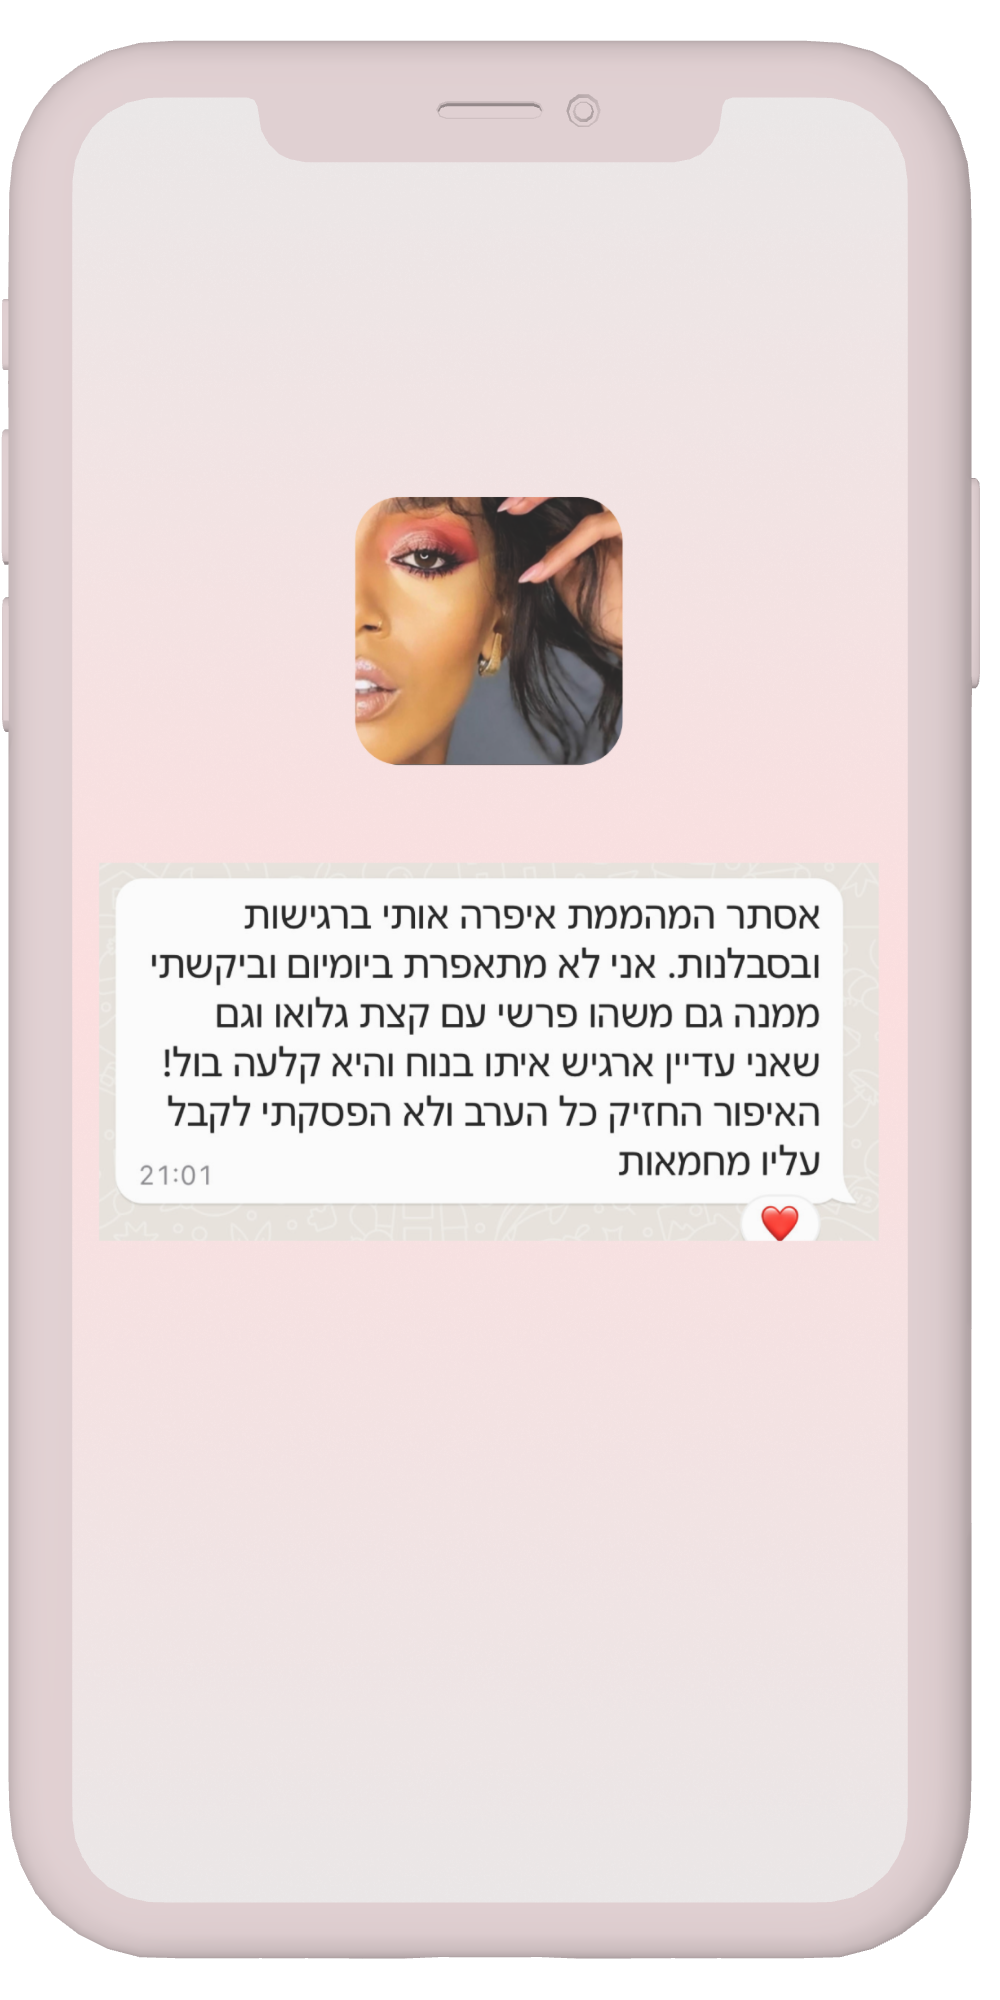 אסתר המהממת איפרה אותי ברגישות
ובסבלנות. אני לא מתאפרת ביומיום וביקשתי
ממנה גם משהו פרשי עם קצת גלואו וגם
שאני עדיין ארגיש איתו בנוח והיא קלעה בול!
האיפור החזיק כל הערב ולא הפסקתי לקבל
עליו מחמאות
21:01